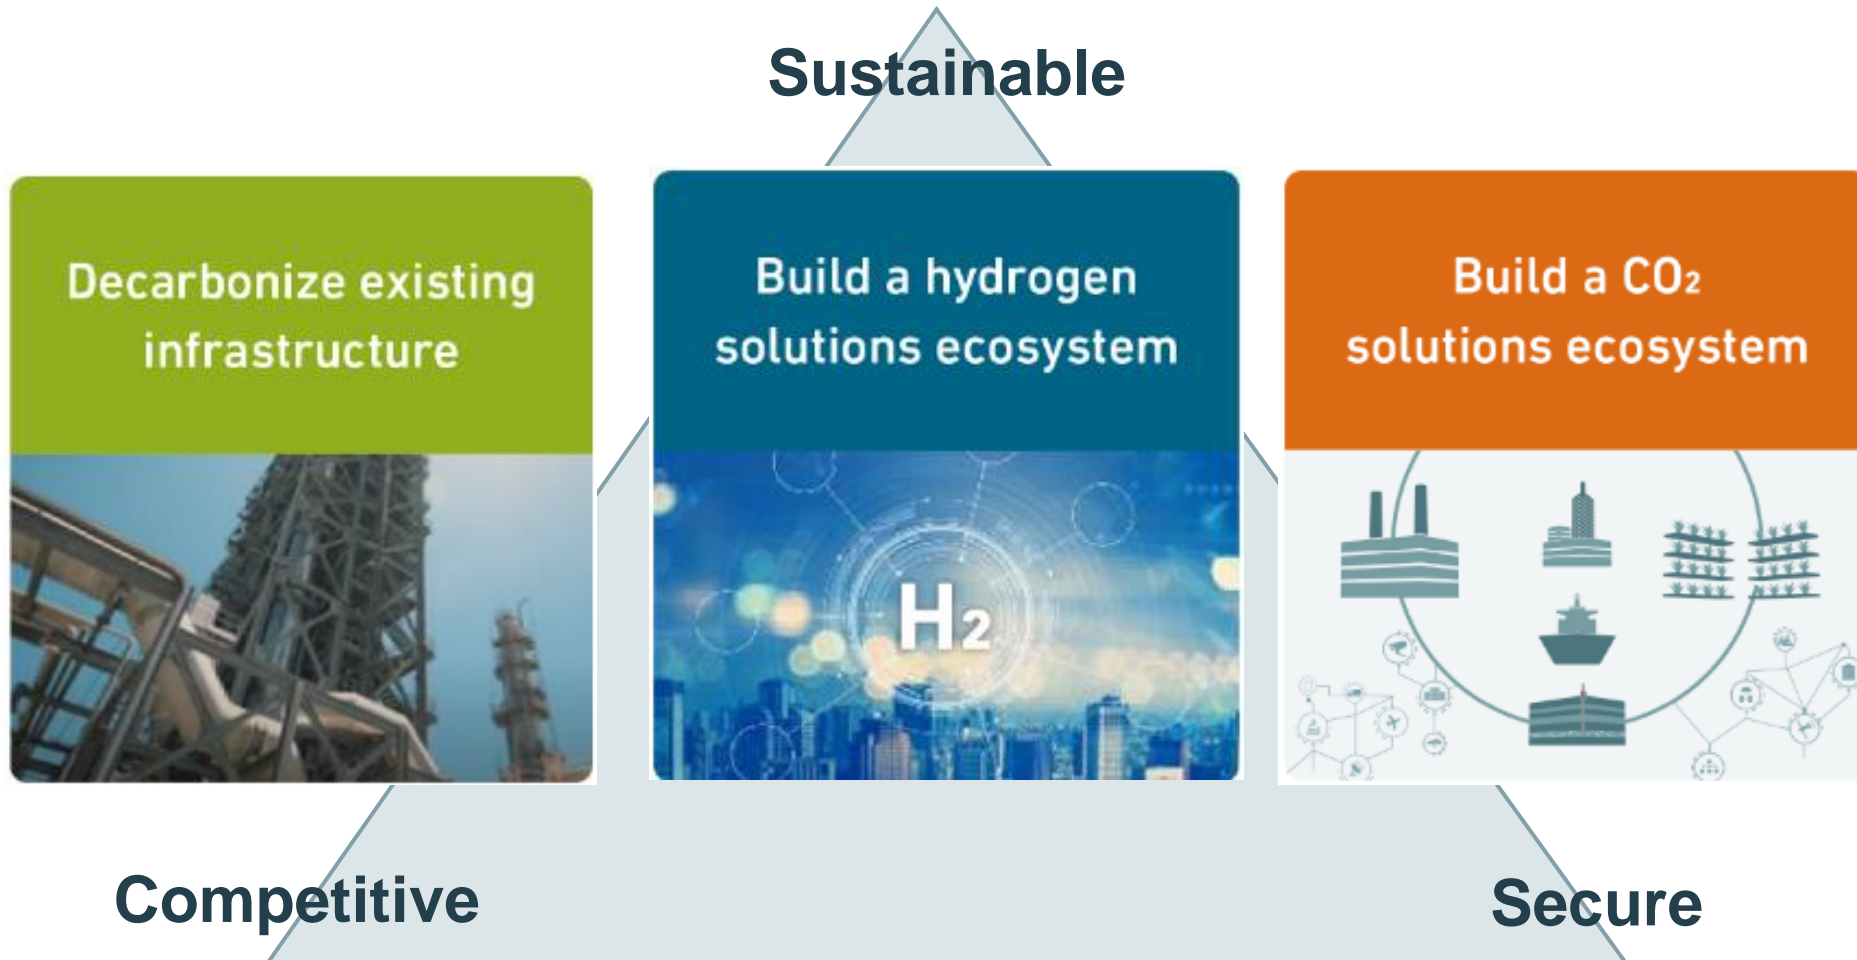 Sustainable
Decarbonize existing
infrastructure
Build a hydrogen
solutions ecosystem
H₂
Build a CO₂
solutions ecosystem
Competitive
Secure